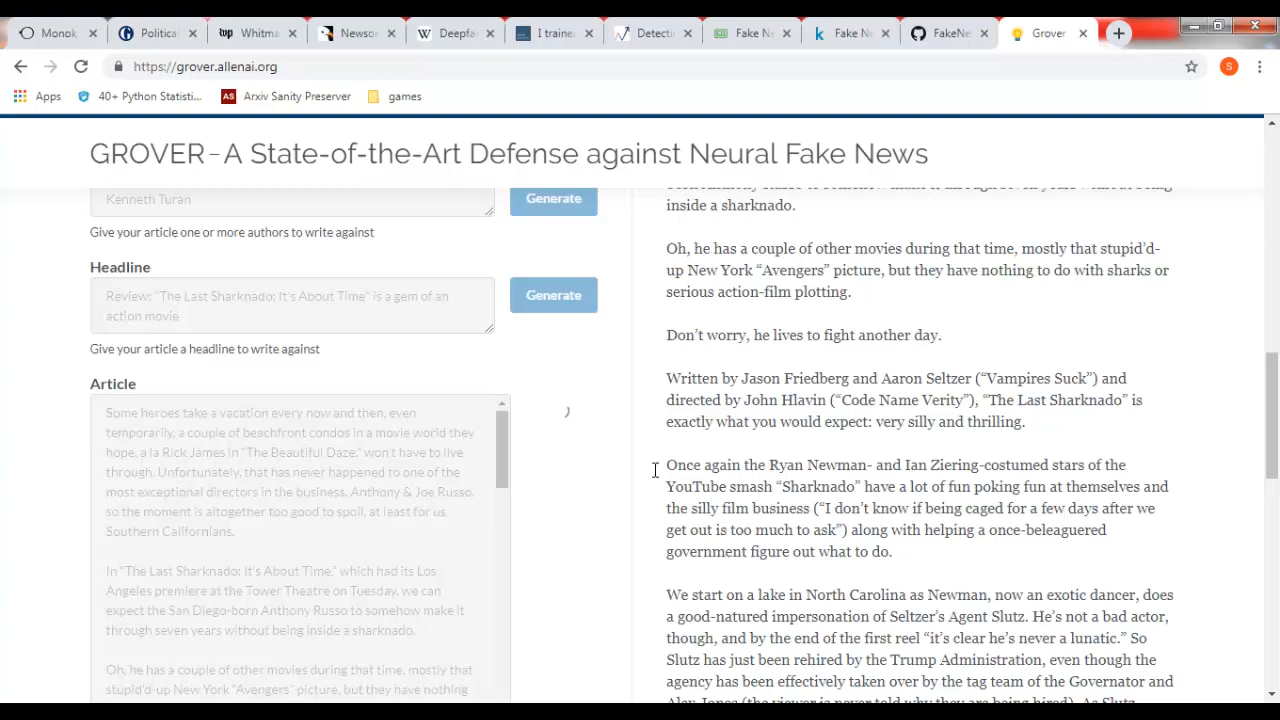 Monok
Political
wp Whitm
Newsor
W Deepfa
I traine
Detecti
Fake N
k Fake N
FakeNe
Grover
https://grover.allenai.org
S
Apps
40+ Python Statisti...
AS Arxiv Sanity Preserver
games
GROVER - A State-of-the-Art Defense against Neural Fake News
Kenneth Turan
Generate
Give your article one or more authors to write against
Headline
Review: "The Last Sharknado: It's About Time" is a gem of an
action movie
Generate
Give your article a headline to write against
Article
Some heroes take a vacation every now and then, even
temporarily, a couple of beachfront condos in a movie world they
hope, a la Rick James in "The Beautiful Daze," won't have to live
through. Unfortunately, that has never happened to one of the
most exceptional directors in the business, Anthony & Joe Russo,
so the moment is altogether too good to spoil, at least for us
Southern Californians.
In "The Last Sharknado: It's About Time," which had its Los
Angeles premiere at the Tower Theatre on Tuesday, we can
expect the San Diego-born Anthony Russo to somehow make it
through seven years without being inside a sharknado.
Oh, he has a couple of other movies during that time, mostly that
stupid'd-up New York "Avengers" picture, but they have nothing
inside a sharknado.
Oh, he has a couple of other movies during that time, mostly that stupid'd-
up New York “Avengers” picture, but they have nothing to do with sharks or
serious action-film plotting.
Don't worry, he lives to fight another day.
Written by Jason Friedberg and Aaron Seltzer (“Vampires Suck”) and
directed by John Hlavin (“Code Name Verity”), “The Last Sharknado” is
exactly what you would expect: very silly and thrilling.
Once again the Ryan Newman- and Ian Ziering-costumed stars of the
YouTube smash “Sharknado” have a lot of fun poking fun at themselves and
the silly film business (“I don't know if being caged for a few days after we
get out is too much to ask”) along with helping a once-beleaguered
government figure out what to do.
We start on a lake in North Carolina as Newman, now an exotic dancer, does
a good-natured impersonation of Seltzer's Agent Slutz. He's not a bad actor,
though, and by the end of the first reel “it's clear he's never a lunatic.” So
Slutz has just been rehired by the Trump Administration, even though the
agency has been effectively taken over by the tag team of the Governor and